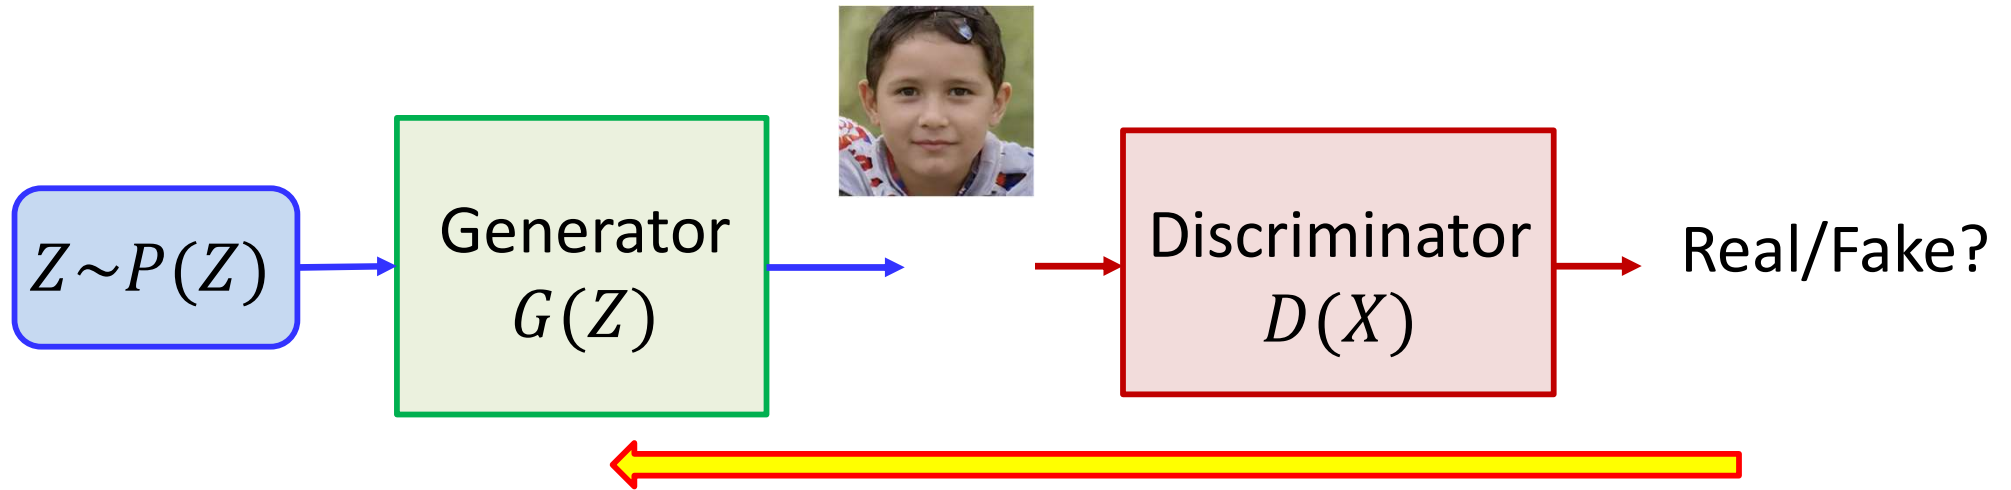 Z~P(Z)
Generator
G(Z)
Discriminator
D(X)
Real/Fake?